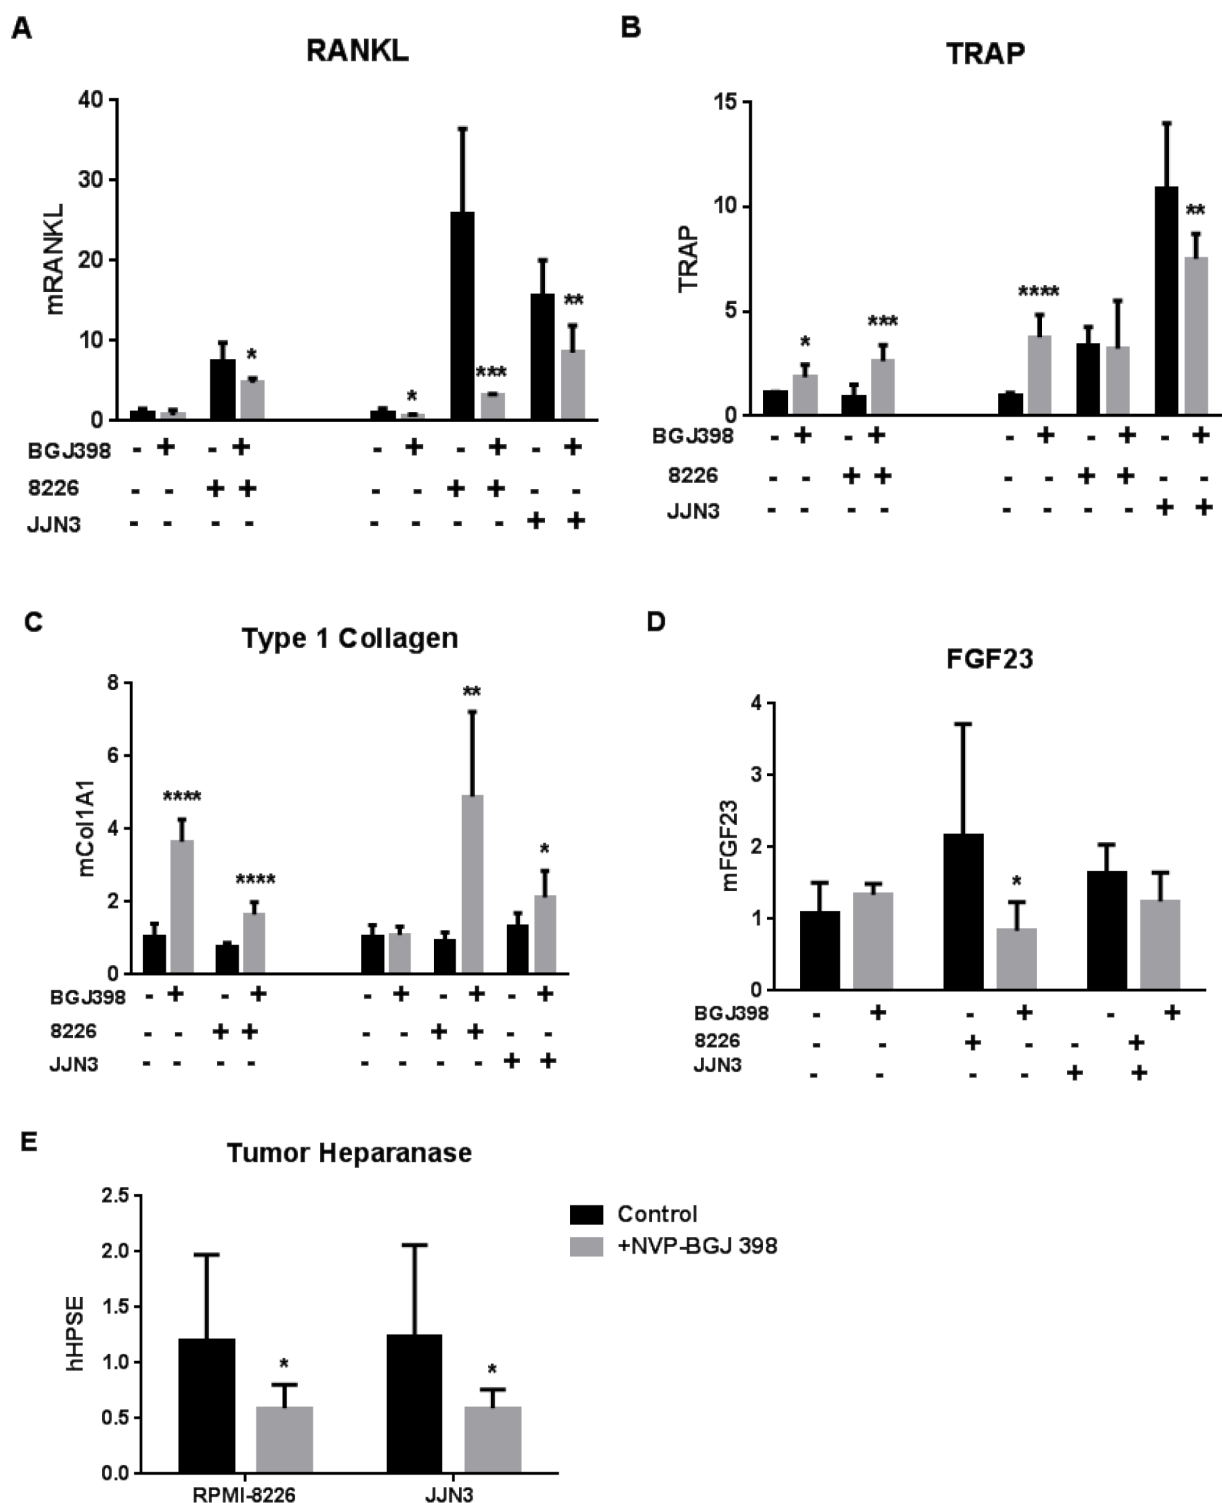 A
RANKL
mRANKL
40
30
20
10
0
*
*
***
**
BGJ398 - + - + - + - + - +
8226 - - + + - - + + - -
JJN3 - - - - - - - - + +
B
TRAP
TRAP
15
10
5
0
*
***
****
**
BGJ398 - + - + - + - + - +
8226 - - + + - - + + - -
JJN3 - - - - - - - - + +
C
Type 1 Collagen
mCol1A1
8
6
4
2
0
****
****
**
*
BGJ398 - + - + - + - + - +
8226 - - + + - - + + - -
JJN3 - - - - - - - - + +
D
FGF23
mFGF23
4
3
2
1
0
*
BGJ398 - + - + - +
8226 - - + - - +
JJN3 - - - - + +
E
Tumor Heparanase
hHPSE
2.5
2.0
1.5
1.0
0.5
0.0
*
*
RPMI-8226 JJN3
Control
+NVP-BGJ 398